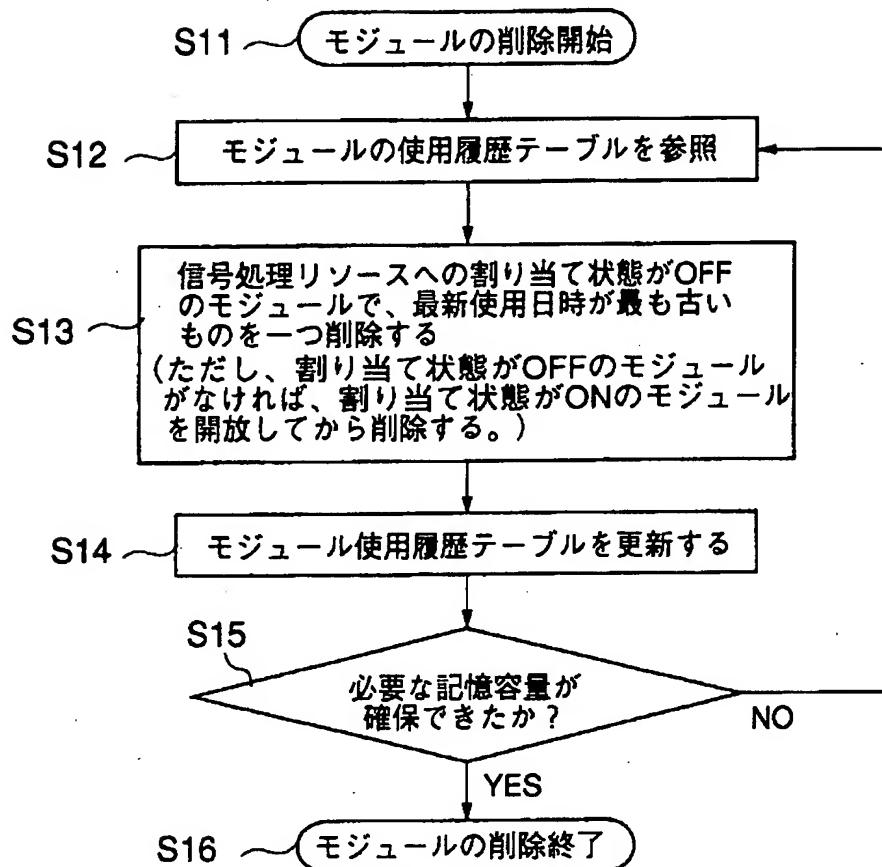 S11
モジュールの削除開始
S12
モジュールの使用履歴テーブルを参照
S13
信号処理リソースへの割り当て状態がOFF
のモジュールで、最新使用日時が最も古い
ものを一つ削除する
(ただし、割り当て状態がOFFのモジュール
がなければ、割り当て状態がONのモジュール
を開放してから削除する。)
S14
モジュール使用履歴テーブルを更新する
S15
必要な記憶容量が
確保できたか？
NO
YES
S16
モジュールの削除終了